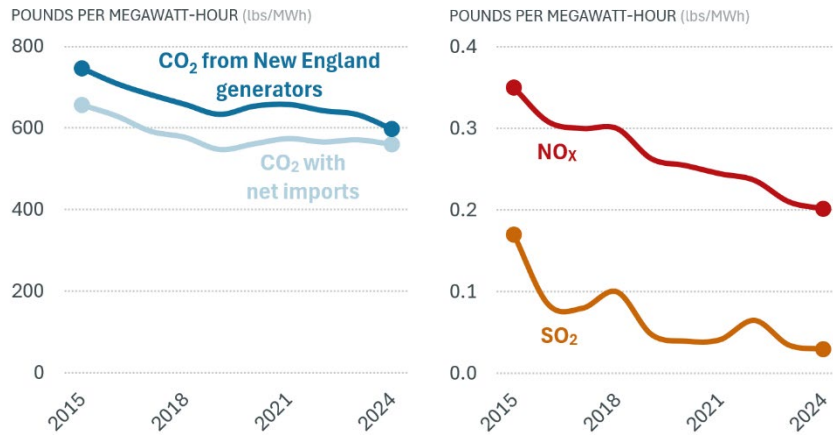 POUNDS PER MEGAWATT-HOUR (lbs/MWh)
800
600
400
200
0
CO₂ from New England
generators
CO₂ with
net imports
2015
2018
2021
2024
POUNDS PER MEGAWATT-HOUR (lbs/MWh)
0.4
0.3
0.2
0.1
0.0
NOₓ
SO₂
2015
2018
2021
2024